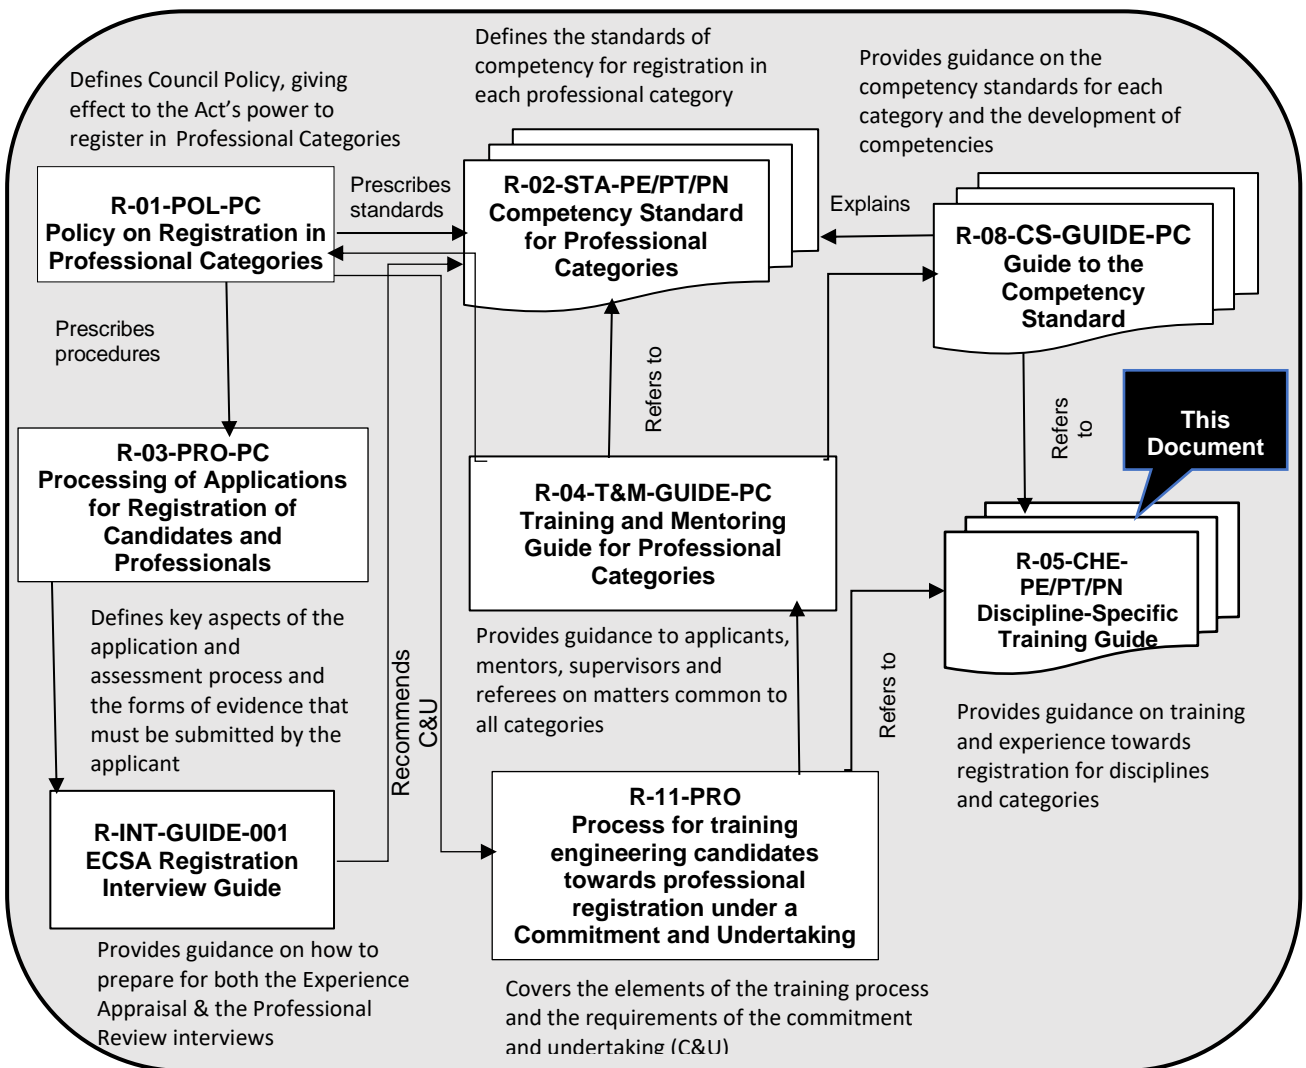 Defines Council Policy, giving
effect to the Act's power to
register in Professional Categories
Defines the standards of
competency for registration in
each professional category
Provides guidance on the
competency standards for each
category and the development of
competencies
R-01-POL-PC
Policy on Registration in
Professional Categories
Prescribes
standards
R-02-STA-PE/PT/PN
Competency Standard
for Professional
Categories
Explains
R-08-CS-GUIDE-PC
Guide to the
Competency
Standard
Prescribes
procedures
Refers to
Refers
to
This
Document
R-03-PRO-PC
Processing of Applications
for Registration of
Candidates and
Professionals
R-04-T&M-GUIDE-PC
Training and Mentoring
Guide for Professional
Categories
R-05-CHE-
PE/PT/PN
Discipline-Specific
Training Guide
Defines key aspects of the
application and
assessment process and
the forms of evidence that
must be submitted by the
applicant
Recommends
C&U
Provides guidance to applicants,
mentors, supervisors and
referees on matters common to
all categories
Refers to
Provides guidance on training
and experience towards
registration for disciplines
and categories
R-INT-GUIDE-001
ECSA Registration
Interview Guide
R-11-PRO
Process for training
engineering candidates
towards professional
registration under a
Commitment and Undertaking
Provides guidance on how to
prepare for both the Experience
Appraisal & the Professional
Review interviews
Covers the elements of the training process
and the requirements of the commitment
and undertaking (C&U)